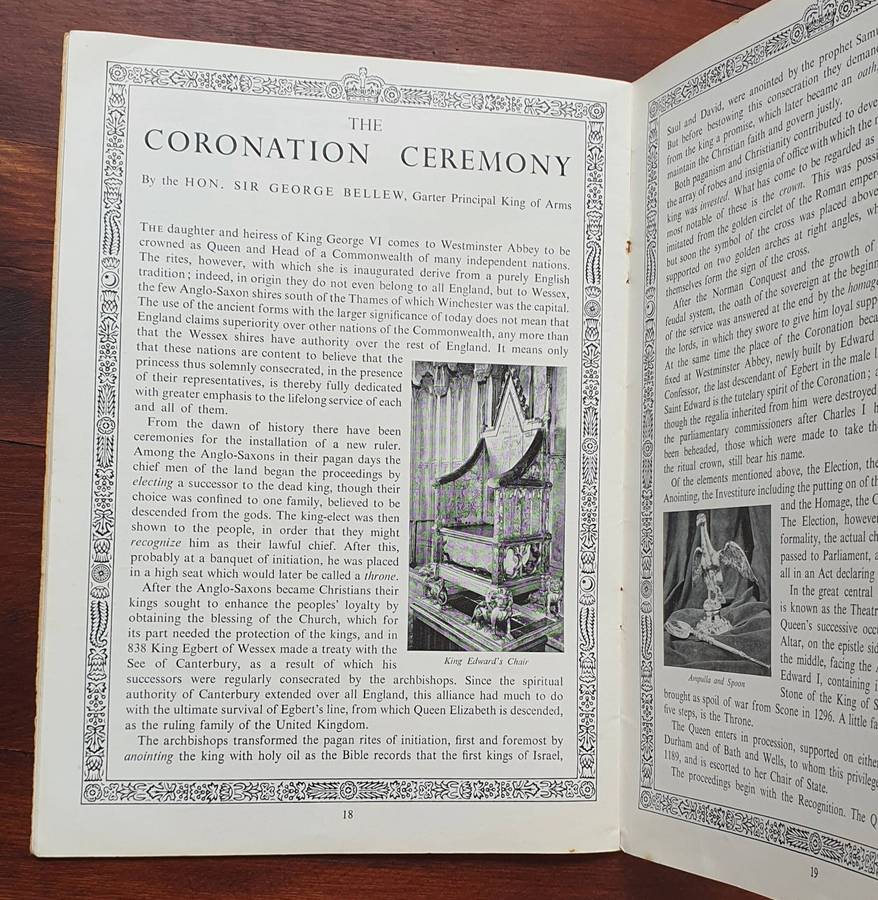 THE
CORONATION CEREMONY
By the HON. SIR GEORGE BELLEW, Garter Principal King of Arms
THE daughter and heiress of King George VI comes to Westminster Abbey to be
crowned as Queen and Head of a Commonwealth of many independent nations.
The rites, however, with which she is inaugurated derive from a purely English
tradition; indeed, in origin they do not even belong to all England, but to Wessex,
the few Anglo-Saxon shires south of the Thames of which Winchester was the capital.
The use of the ancient forms with the larger significance of today does not mean that
England claims superiority over other nations of the Commonwealth, any more than
that the Wessex shires have authority over the rest of England. It means only
that these nations are content to believe that the
princess thus solemnly consecrated, in the presence
of their representatives, is thereby fully dedicated
with greater emphasis to the lifelong service of each
and all of them.
From the dawn of history there have been
ceremonies for the installation of a new ruler.
Among the Anglo-Saxons in their pagan days the
chief men of the land began the proceedings by
electing a successor to the dead king, though their
choice was confined to one family, believed to be
descended from the gods. The king-elect was then
shown to the people, in order that they might
recognize him as their lawful chief. After this,
probably at a banquet of initiation, he was placed
in a high seat which would later be called a throne.
After the Anglo-Saxons became Christians their
kings sought to enhance the peoples' loyalty by
obtaining the blessing of the Church, which for
its part needed the protection of the kings, and in
838 King Egbert of Wessex made a treaty with the
See of Canterbury, as a result of which his
King Edward's Chair
successors were regularly consecrated by the archbishops. Since the spiritual
authority of Canterbury extended over all England, this alliance had much to do
with the ultimate survival of Egbert's line, from which Queen Elizabeth is descended,
as the ruling family of the United Kingdom.
The archbishops transformed the pagan rites of initiation, first and foremost by
anointing the king with holy oil as the Bible records that the first kings of Israel,
18
Saul and David, were anointed by the prophet
But before bestowing this consecration they
from the king a promise, which later became an oath,
maintain the Christian faith and govern justly.
Both paganism and Christianity contributed to
the array of robes and insignia of office with which the
king was invested. What has come to be regarded as
most notable of these is the crown. This was
imitated from the golden circlet of the Roman
but soon the symbol of the cross was placed above
supported on two golden arches at right angles,
themselves form the sign of the cross.
After the Norman Conquest and the growth of
feudal system, the oath of the sovereign at the
of the service was answered at the end by the
the lords, in which they swore to give him loyal
At the same time the place of the Coronation
fixed at Westminster Abbey, newly built by Edward
Confessor, the last descendant of Egbert in the male
Saint Edward is the tutelary spirit of the Coronation;
though the regalia inherited from him were destroyed
the parliamentary commissioners after Charles I
been beheaded, those which were made to take
the ritual crown, still bear his name.
Of the elements mentioned above, the Election, the
Anointing, the Investiture including the putting on of
and the Homage, the
The Election,
formality, the actual
passed to Parliament,
all in an Act declaring
In the great central
is known as the
Queen's successive
Altar, on the epistle
the middle, facing the
Edward I, containing
Stone of the King of
Ampulla and Spoon
brought as spoil of war from Scone in 1296. A little
five steps, is the Throne.
The Queen enters in procession, supported on
Durham and of Bath and Wells, to whom this
1189, and is escorted to her Chair of State.
The proceedings begin with the Recognition. The
19